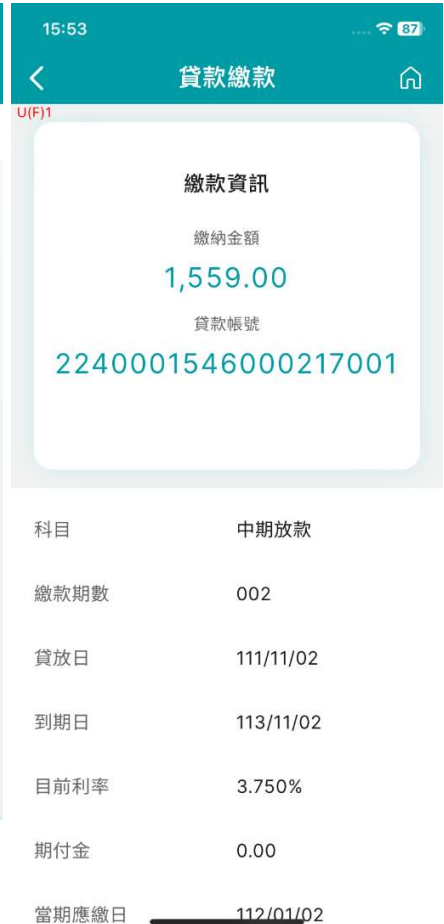 15:53
87
貸款繳款
U(F)1
繳款資訊
繳納金額
1,559.00
貸款帳號
2240001546000217001
科目 中期放款
繳款期數 002
貸放日 111/11/02
到期日 113/11/02
目前利率 3.750%
期付金 0.00
當期應繳日 112/01/02